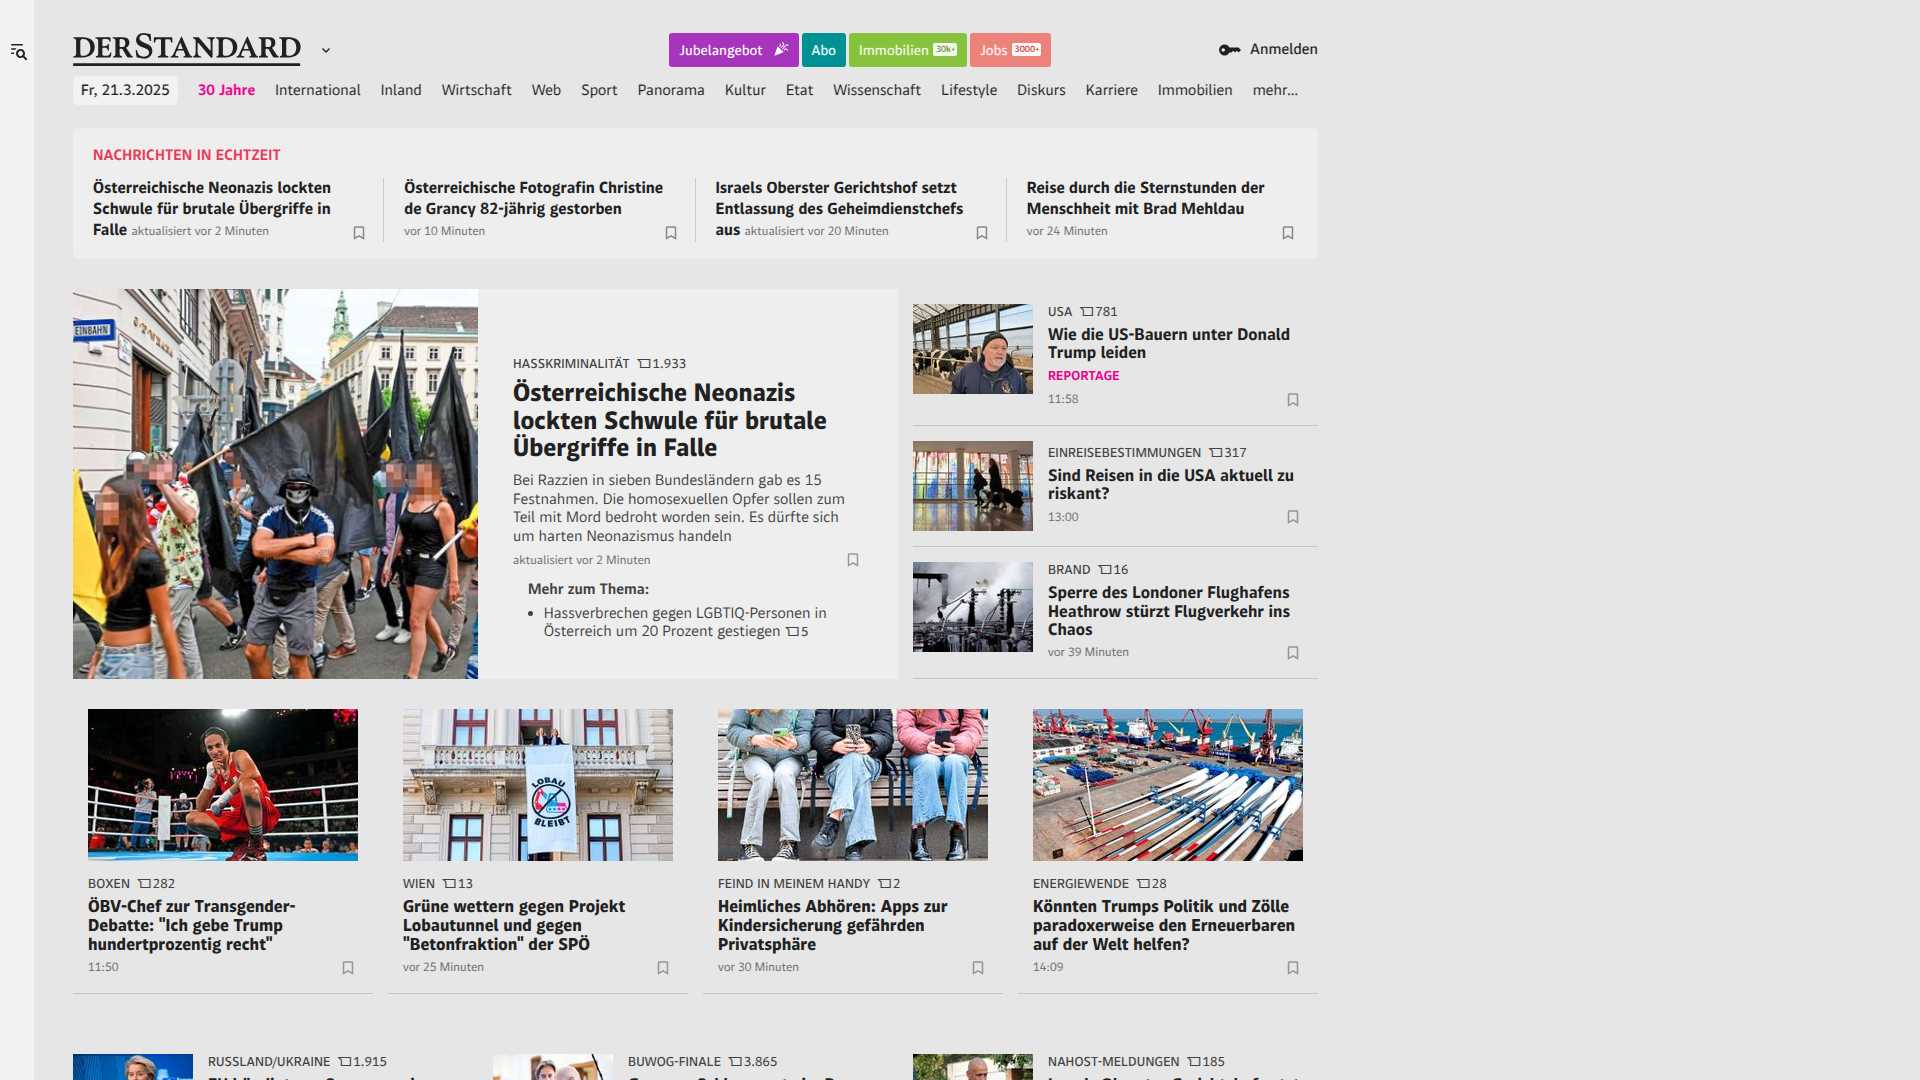 DERSTANDARD
Jubelangebot
Abo
Immobilien 30k+
Jobs 3000+
Anmelden
Fr, 21.3.2025
30 Jahre
International
Inland
Wirtschaft
Web
Sport
Panorama
Kultur
Etat
Wissenschaft
Lifestyle
Diskurs
Karriere
Immobilien
mehr...
NACHRICHTEN IN ECHTZEIT
Österreichische Neonazis lockten
Schwule für brutale Übergriffe in
Falle aktualisiert vor 2 Minuten
Österreichische Fotografin Christine
de Grancy 82-jährig gestorben
vor 10 Minuten
Israels Oberster Gerichtshof setzt
Entlassung des Geheimdienstchefs
aus aktualisiert vor 20 Minuten
Reise durch die Sternstunden der
Menschheit mit Brad Mehldau
vor 24 Minuten
EINBAHN
HASSKRIMINALITÄT 1.933
Österreichische Neonazis
lockten Schwule für brutale
Übergriffe in Falle
Bei Razzien in sieben Bundesländern gab es 15
Festnahmen. Die homosexuellen Opfer sollen zum
Teil mit Mord bedroht worden sein. Es dürfte sich
um harten Neonazismus handeln
aktualisiert vor 2 Minuten
Mehr zum Thema:
• Hassverbrechen gegen LGBTIQ-Personen in
Österreich um 20 Prozent gestiegen 5
USA 781
Wie die US-Bauern unter Donald
Trump leiden
REPORTAGE
11:58
EINREISEBESTIMMUNGEN 317
Sind Reisen in die USA aktuell zu
riskant?
13:00
BRAND 16
Sperre des Londoner Flughafens
Heathrow stürzt Flugverkehr ins
Chaos
vor 39 Minuten
BOXEN 282
ÖBV-Chef zur Transgender-
Debatte: "Ich gebe Trump
hundertprozentig recht"
11:50
LOBAU
BLEIBT
WIEN 13
Grüne wettern gegen Projekt
Lobautunnel und gegen
"Betonfraktion" der SPÖ
vor 25 Minuten
FEIND IN MEINEM HANDY 2
Heimliches Abhören: Apps zur
Kindersicherung gefährden
Privatsphäre
vor 30 Minuten
ENERGIEWENDE 28
Könnten Trumps Politik und Zölle
paradoxerweise den Erneuerbaren
auf der Welt helfen?
14:09
RUSSLAND/UKRAINE 1.915
BUWOG-FINALE 3.865
NAHOST-MELDUNGEN 185